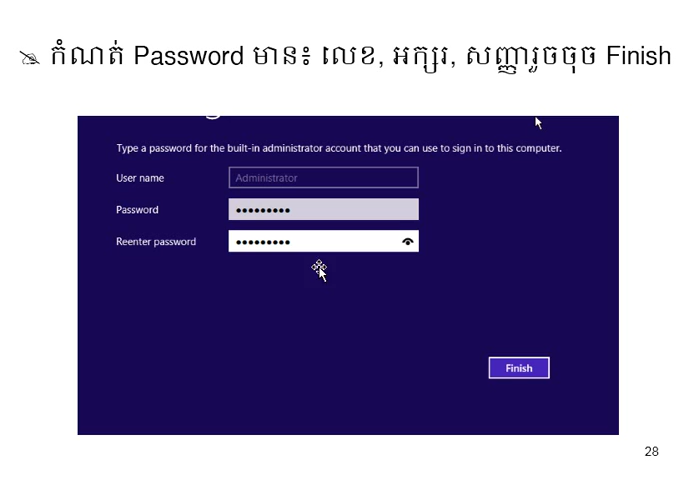 កំណត់ Password មាន៖ លេខ, អក្សរ, សញ្ញារួចចុច Finish
Type a password for the built-in administrator account that you can use to sign in to this computer.
User name Administrator
Password •••••••••
Reenter password •••••••••
Finish
28